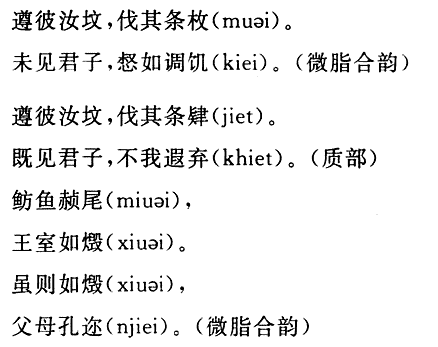 遵彼汝坟,伐其条枚(muəi)。
未见君子,惄如调饥(kiei)。(微脂合韵)
遵彼汝坟,伐其条肄(jiet)。
既见君子,不我遐弃(khiet)。(质部)
鲂鱼赪尾(miuəi),
王室如燬(xiuəi)。
虽则如燬(xiuəi),
父母孔迩(njiei)。(微脂合韵)